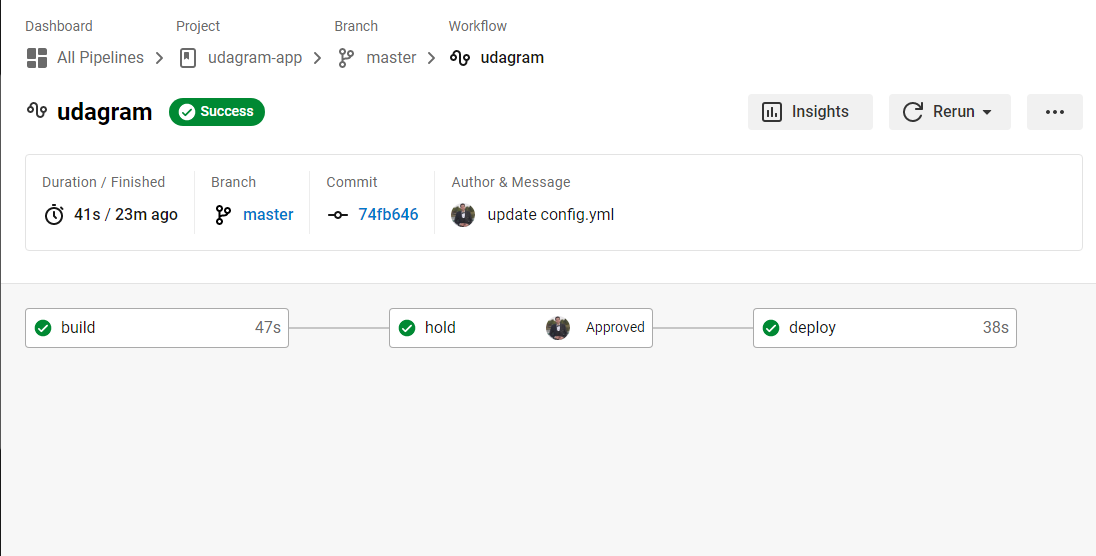 Dashboard Project Branch Workflow
All Pipelines udagram-app master udagram
udagram Success Insights Rerun
Duration / Finished Branch Commit Author & Message
41s / 23m ago master 74fb646 update config.yml
build 47s hold Approved deploy 38s